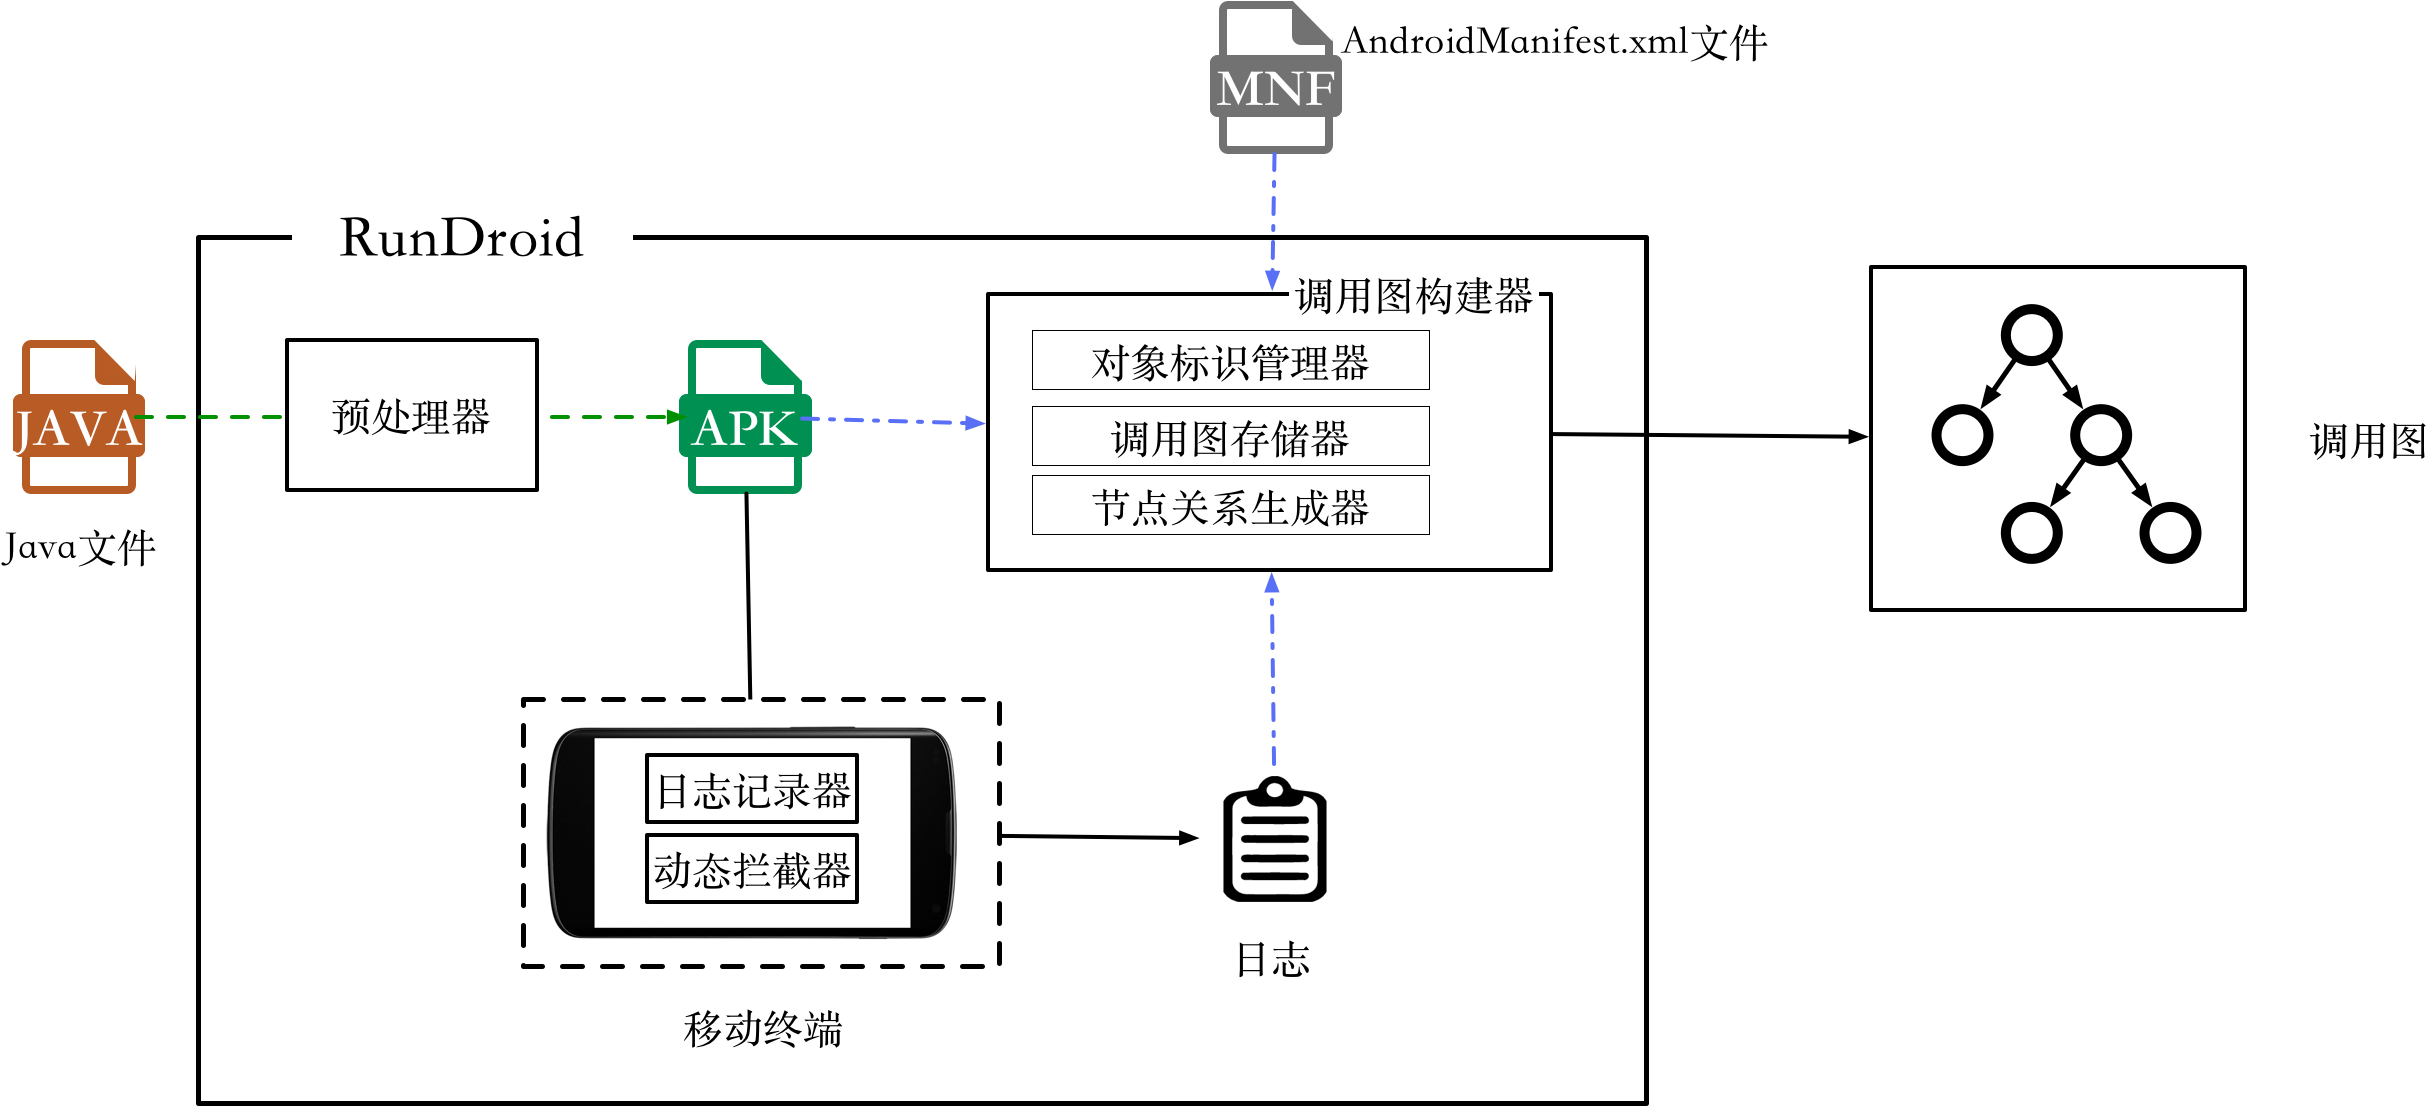 MNF
AndroidManifest.xml文件
RunDroid
JAVA
Java文件
预处理器
APK
调用图构建器
对象标识管理器
调用图存储器
节点关系生成器
调用图
日志记录器
动态拦截器
移动终端
日志